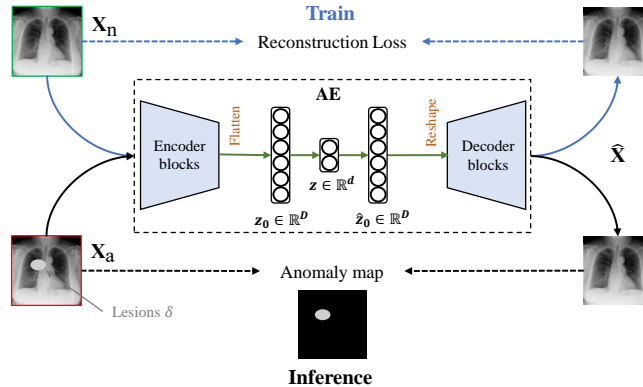 Train
Xₙ
Reconstruction Loss
AE
Encoder
blocks
Flatten
Reshape
Decoder
blocks
z ∈ ℝᵈ
z₀ ∈ ℝᴰ
ẑ₀ ∈ ℝᴰ
X̂
Xₐ
Anomaly map
Lesions δ
Inference